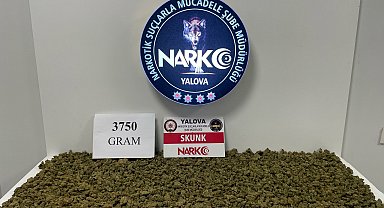 NARKOTİK SUÇLARLA MÜCADELE ŞUBE MÜDÜRLÜĞÜ
NARKO
YALOVA
3750
GRAM
YALOVA
SKUNK
NARKO